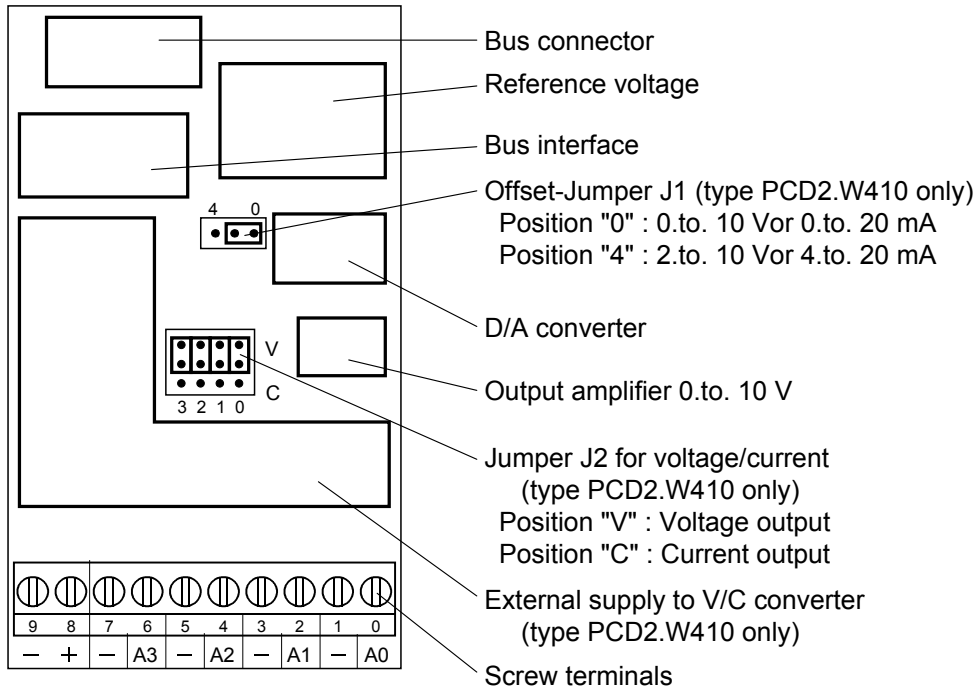 Bus connector
Reference voltage
Bus interface
Offset-Jumper J1 (type PCD2.W410 only)
Position "0" : 0.to. 10 Vor 0.to. 20 mA
Position "4" : 2.to. 10 Vor 4.to. 20 mA
4 0
D/A converter
V
C
3 2 1 0
Output amplifier 0.to. 10 V
Jumper J2 for voltage/current
(type PCD2.W410 only)
Position "V" : Voltage output
Position "C" : Current output
External supply to V/C converter
(type PCD2.W410 only)
9 8 7 6 5 4 3 2 1 0
– + – A3 – A2 – A1 – A0
Screw terminals